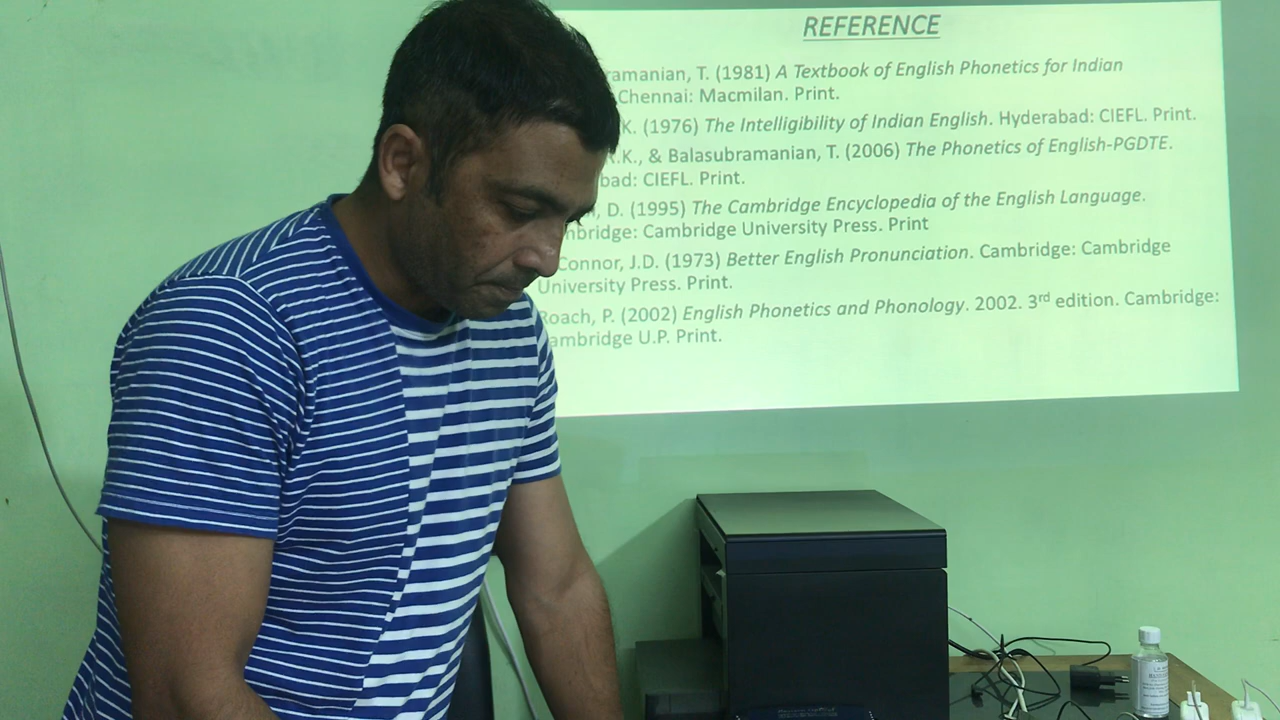 REFERENCE
ramanian, T. (1981) A Textbook of English Phonetics for Indian
Chennai: Macmilan. Print.
K. (1976) The Intelligibility of Indian English. Hyderabad: CIEFL. Print.
.K., & Balasubramanian, T. (2006) The Phonetics of English-PGDTE.
bad: CIEFL. Print.
, D. (1995) The Cambridge Encyclopedia of the English Language.
mbridge: Cambridge University Press. Print
Connor, J.D. (1973) Better English Pronunciation. Cambridge: Cambridge
University Press. Print.
Roach, P. (2002) English Phonetics and Phonology. 2002. 3rd edition. Cambridge:
ambridge U.P. Print.